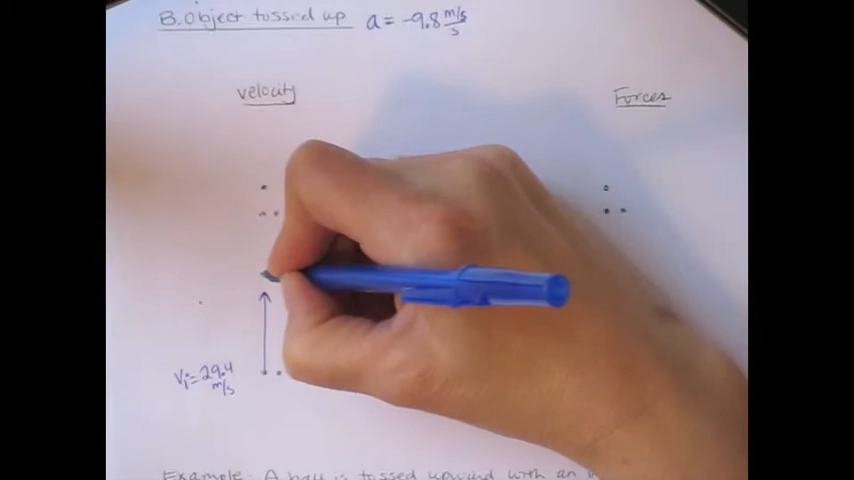 B. Object tossed up a = -9.8 m/s/s
Velocity
Forces
Vi = 29.4 m/s
Example: A ball is tossed upward with an